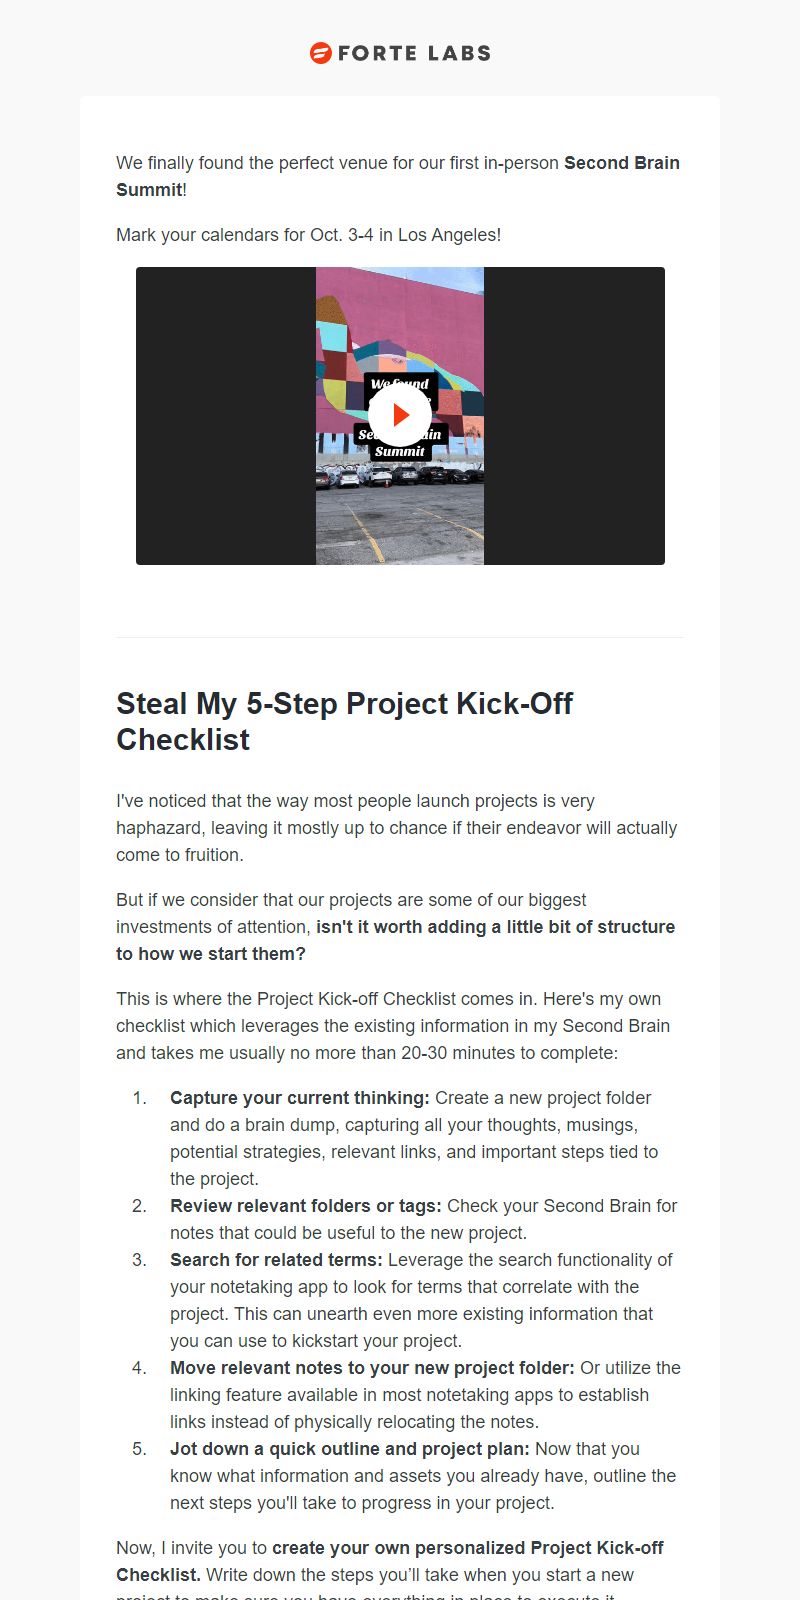 FORTE LABS
We finally found the perfect venue for our first in-person Second Brain
Summit!
Mark your calendars for Oct. 3-4 in Los Angeles!
We found
Summit
Steal My 5-Step Project Kick-Off
Checklist
I've noticed that the way most people launch projects is very
haphazard, leaving it mostly up to chance if their endeavor will actually
come to fruition.
But if we consider that our projects are some of our biggest
investments of attention, isn't it worth adding a little bit of structure
to how we start them?
This is where the Project Kick-off Checklist comes in. Here's my own
checklist which leverages the existing information in my Second Brain
and takes me usually no more than 20-30 minutes to complete:
1. Capture your current thinking: Create a new project folder
and do a brain dump, capturing all your thoughts, musings,
potential strategies, relevant links, and important steps tied to
the project.
2. Review relevant folders or tags: Check your Second Brain for
notes that could be useful to the new project.
3. Search for related terms: Leverage the search functionality of
your notetaking app to look for terms that correlate with the
project. This can unearth even more existing information that
you can use to kickstart your project.
4. Move relevant notes to your new project folder: Or utilize the
linking feature available in most notetaking apps to establish
links instead of physically relocating the notes.
5. Jot down a quick outline and project plan: Now that you
know what information and assets you already have, outline the
next steps you'll take to progress in your project.
Now, I invite you to create your own personalized Project Kick-off
Checklist. Write down the steps you’ll take when you start a new
project to make sure you have everything in place to execute it